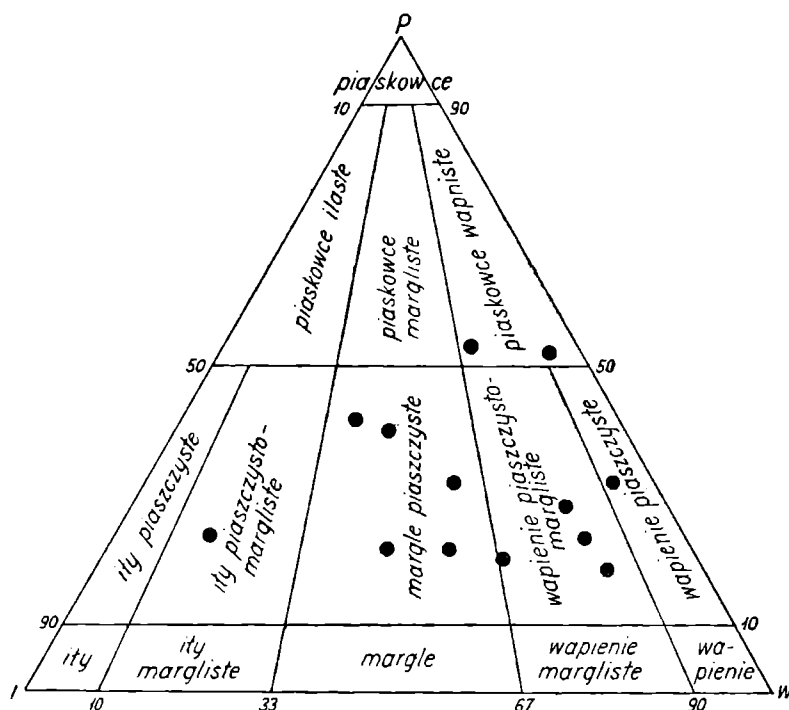 P
piaskowce
10
90
piaskowce ilaste
piaskowce
margliste
piaskowce wapniste
50
50
iły piaszczyste
iły piaszczysto-
margliste
margle piaszczyste
wapienie piaszczysto-
margliste
wapienie piaszczyste
90
10
iły
iły
margliste
margle
wapienie
margliste
wa-
pienie
I
W
10
33
67
90